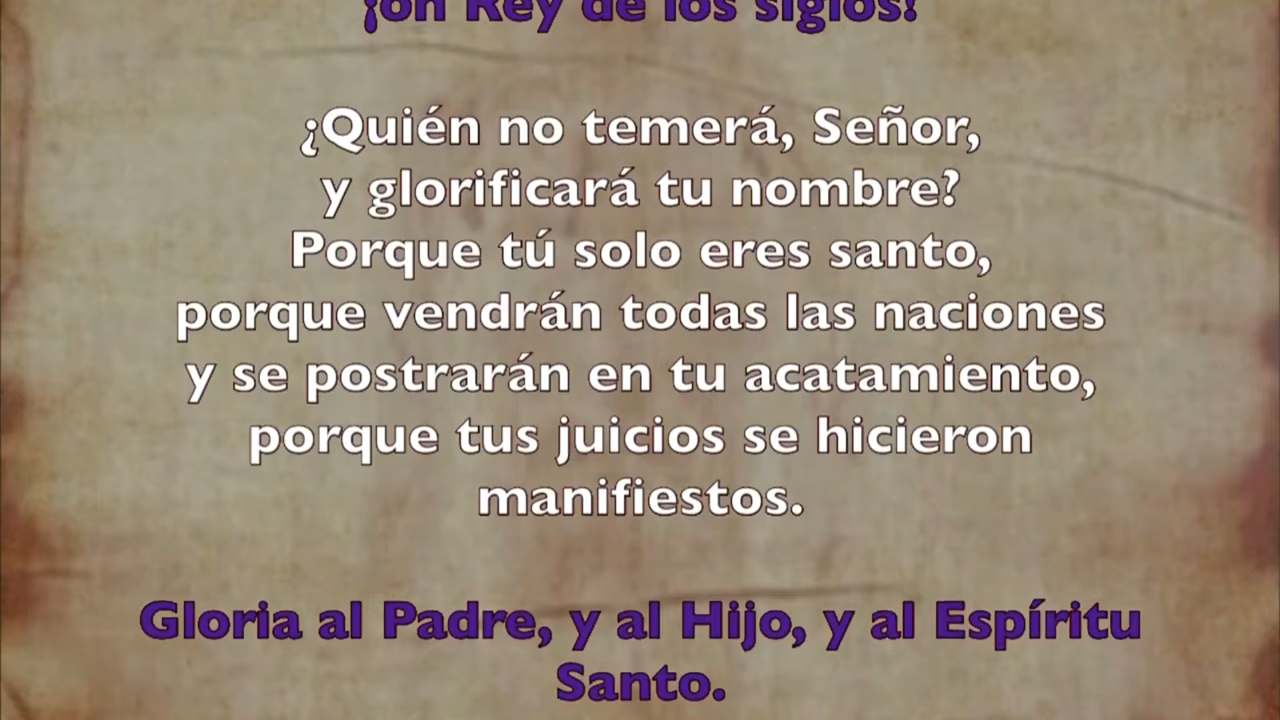 ¡oh Rey de los siglos!
¿Quién no temerá, Señor,
y glorificará tu nombre?
Porque tú solo eres santo,
porque vendrán todas las naciones
y se postrarán en tu acatamiento,
porque tus juicios se hicieron
manifiestos.
Gloria al Padre, y al Hijo, y al Espíritu
Santo.